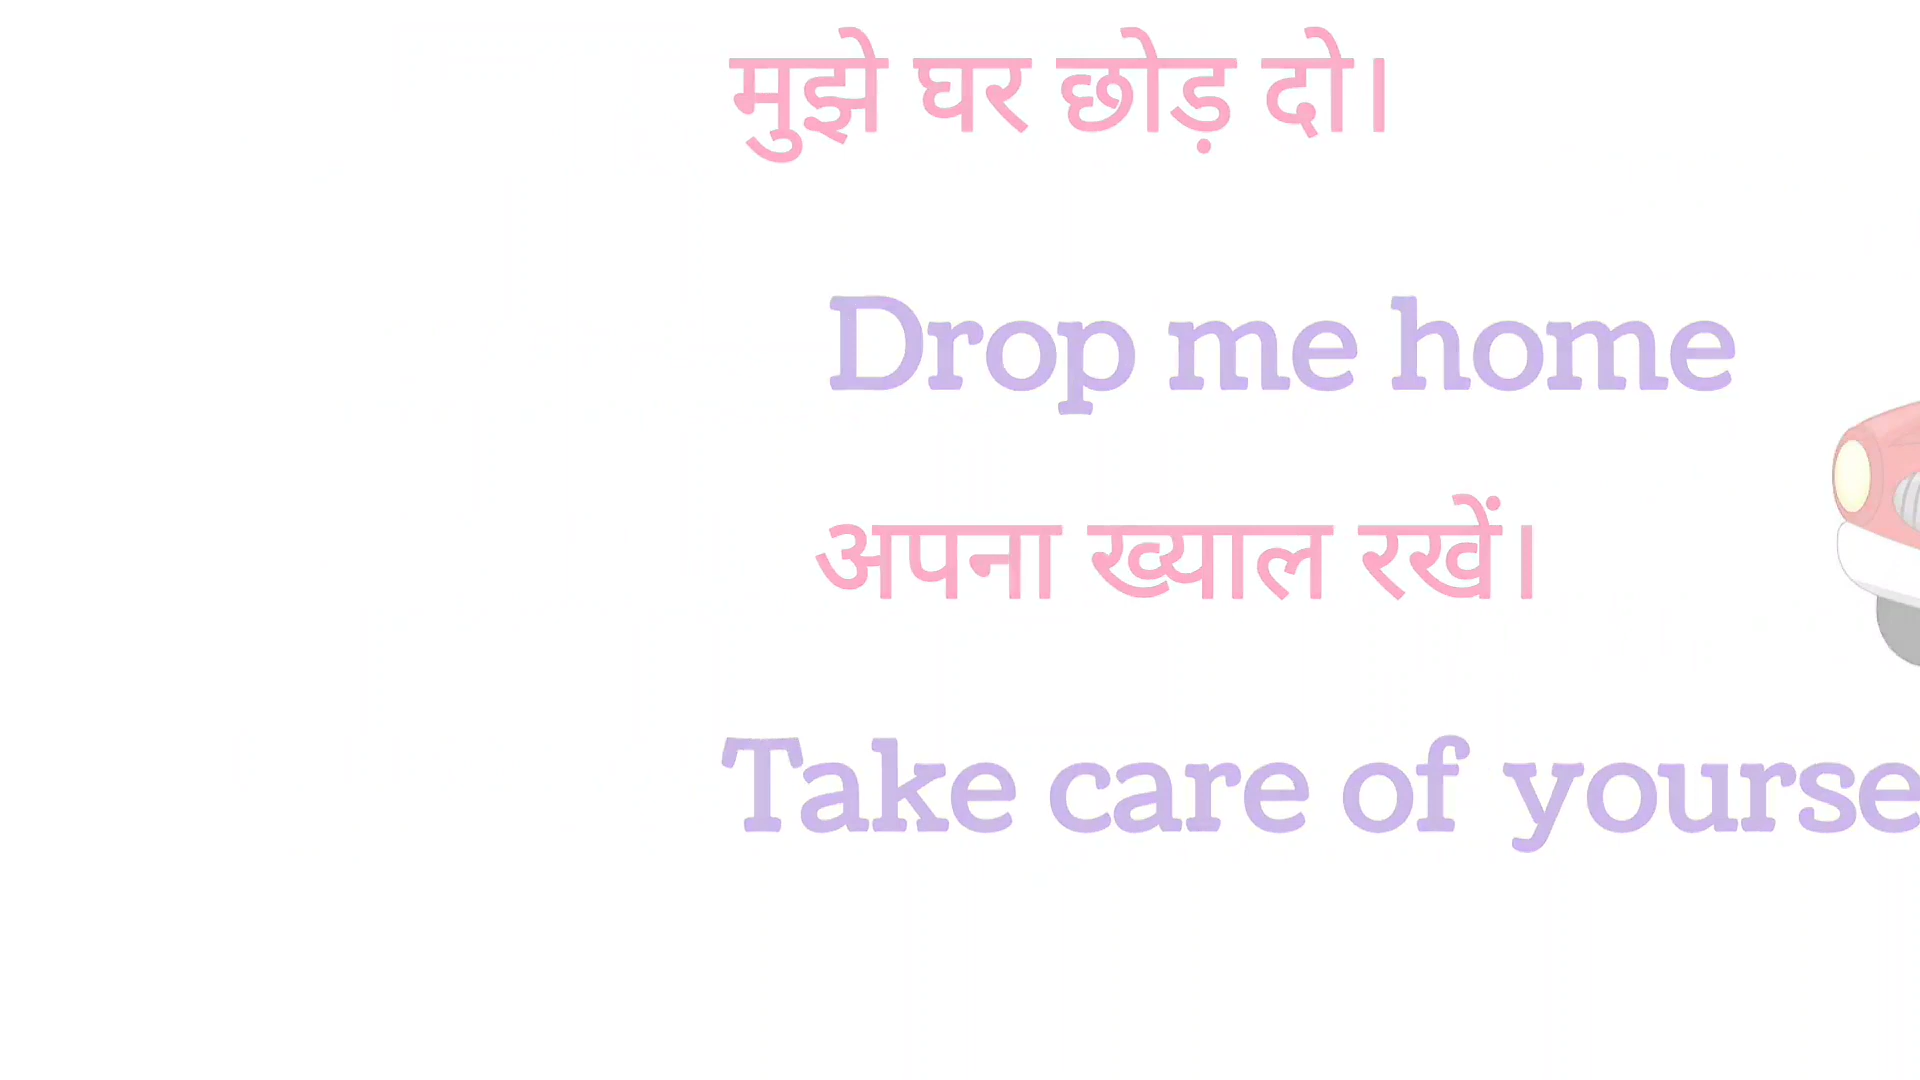 मुझे घर छोड़ दो।
Drop me home
अपना ख्याल रखें।
Take care of yourse